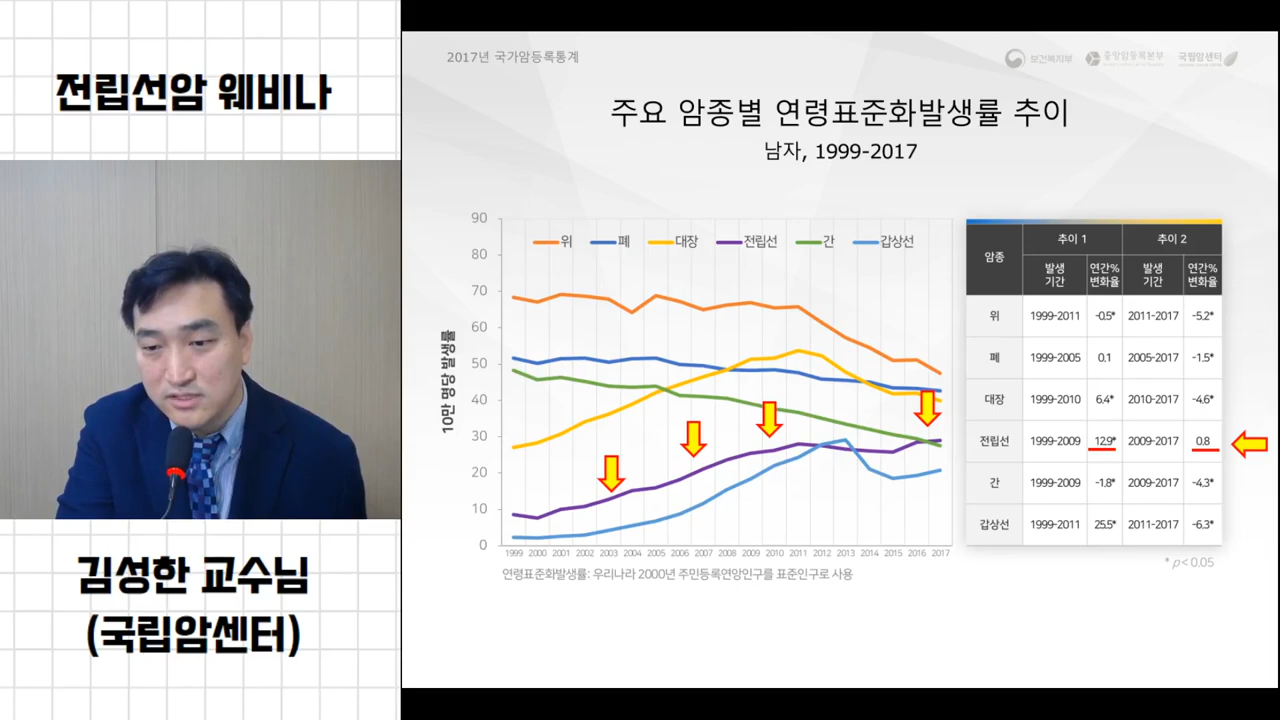 전립선암 웨비나
김성한 교수님
(국립암센터)
2017년 국가암등록통계
보건복지부 중앙암등록본부 국립암센터
주요 암종별 연령표준화발생률 추이
남자, 1999-2017
10만 명당 발생률
위 폐 대장 전립선 간 갑상선
90
80
70
60
50
40
30
20
10
0
1999 2000 2001 2002 2003 2004 2005 2006 2007 2008 2009 2010 2011 2012 2013 2014 2015 2016 2017
연령표준화발생률: 우리나라 2000년 주민등록연앙인구를 표준인구로 사용
암종 추이 1 추이 2
발생 기간 연간% 변화율 발생 기간 연간% 변화율
위 1999-2011 -0.5* 2011-2017 -5.2*
폐 1999-2005 0.1 2005-2017 -1.5*
대장 1999-2010 6.4* 2010-2017 -4.6*
전립선 1999-2009 12.9* 2009-2017 0.8
간 1999-2009 -1.8* 2009-2017 -4.3*
갑상선 1999-2011 25.5* 2011-2017 -6.3*
* p< 0.05